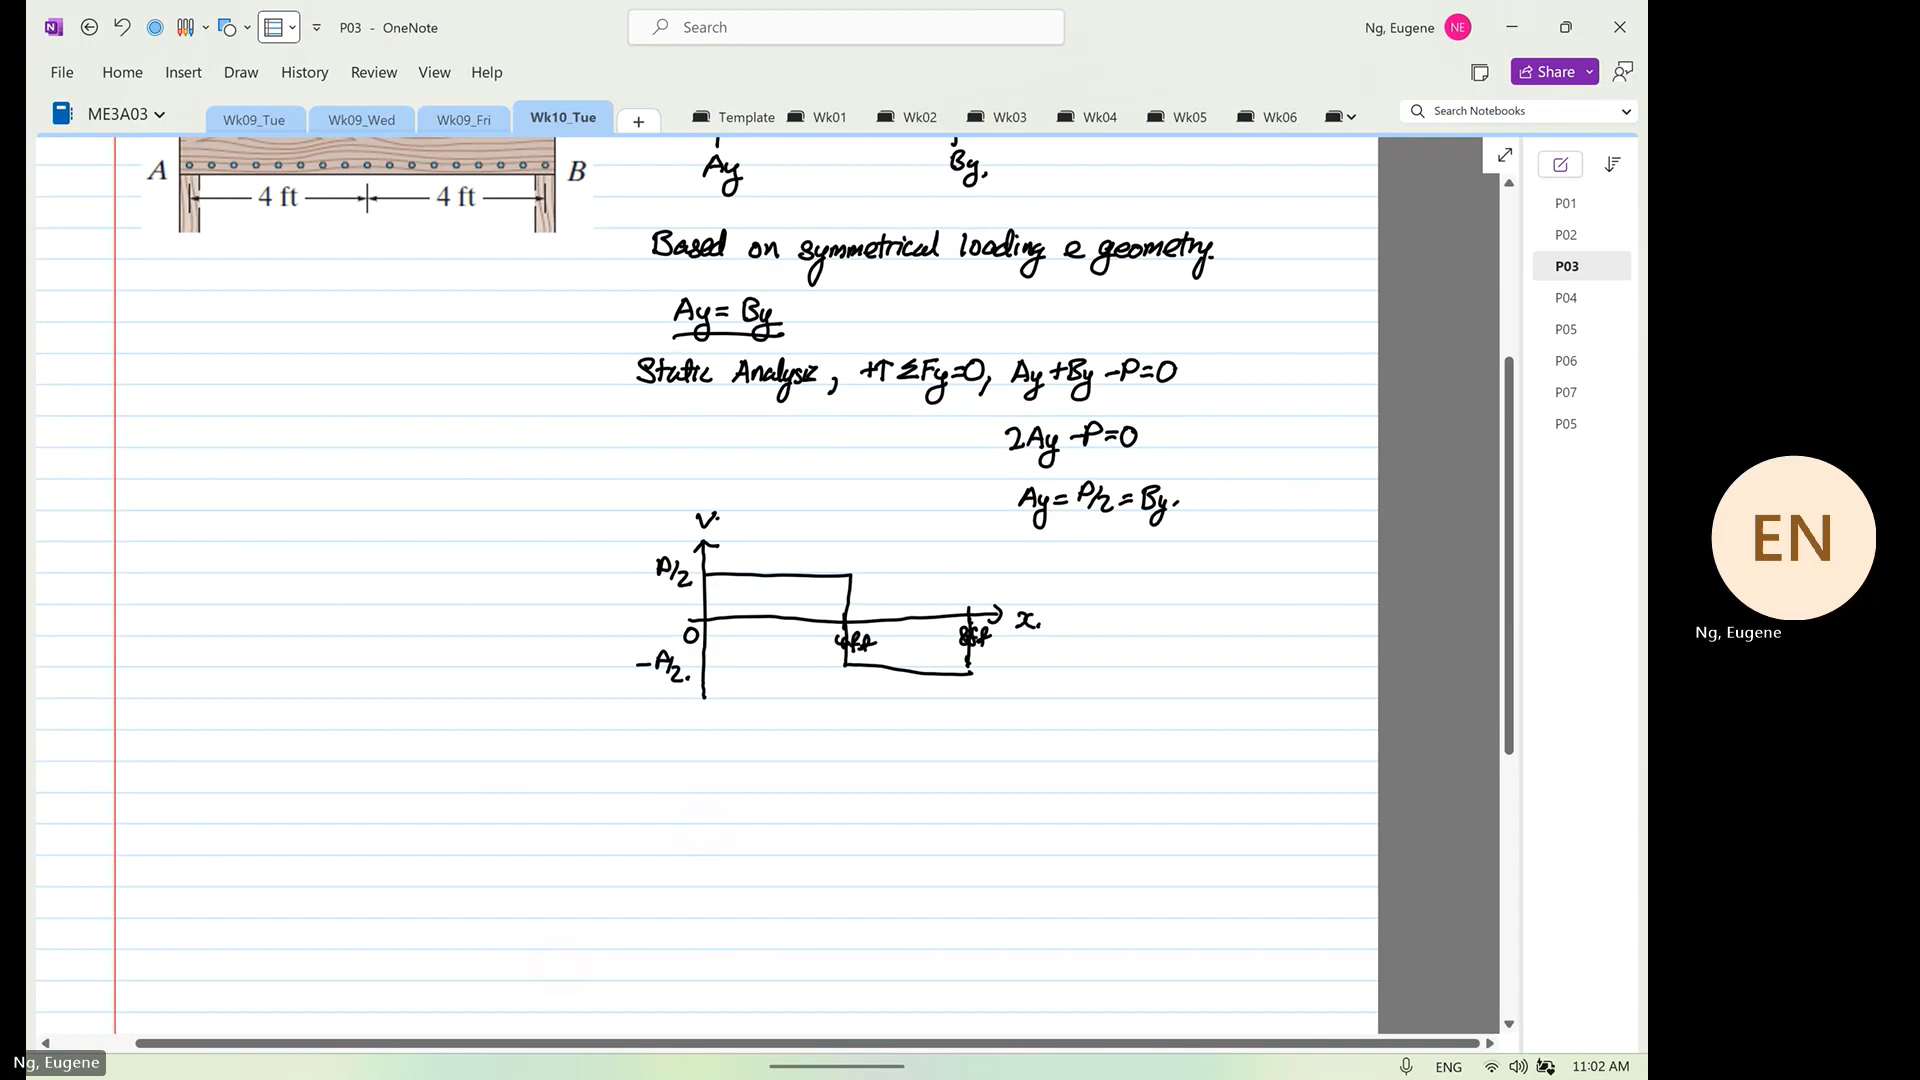 P03 - OneNote
Search
Ng, Eugene
NE
File Home Insert Draw History Review View Help
Share
ME3A03
Wk09_Tue Wk09_Wed Wk09_Fri Wk10_Tue + Template Wk01 Wk02 Wk03 Wk04 Wk05 Wk06
Search Notebooks
A 4 ft 4 ft B
Ay By.
Based on symmetrical loading & geometry.
Ay = By
Static Analysis, +↑ ΣFy=0, Ay+By-P=0
2Ay-P=0
Ay = P/2 = By.
V.
P/2
0
4ft 8ft x.
-P/2.
P01
P02
P03
P04
P05
P06
P07
P05
EN
Ng, Eugene
Ng, Eugene
ENG 11:02 AM